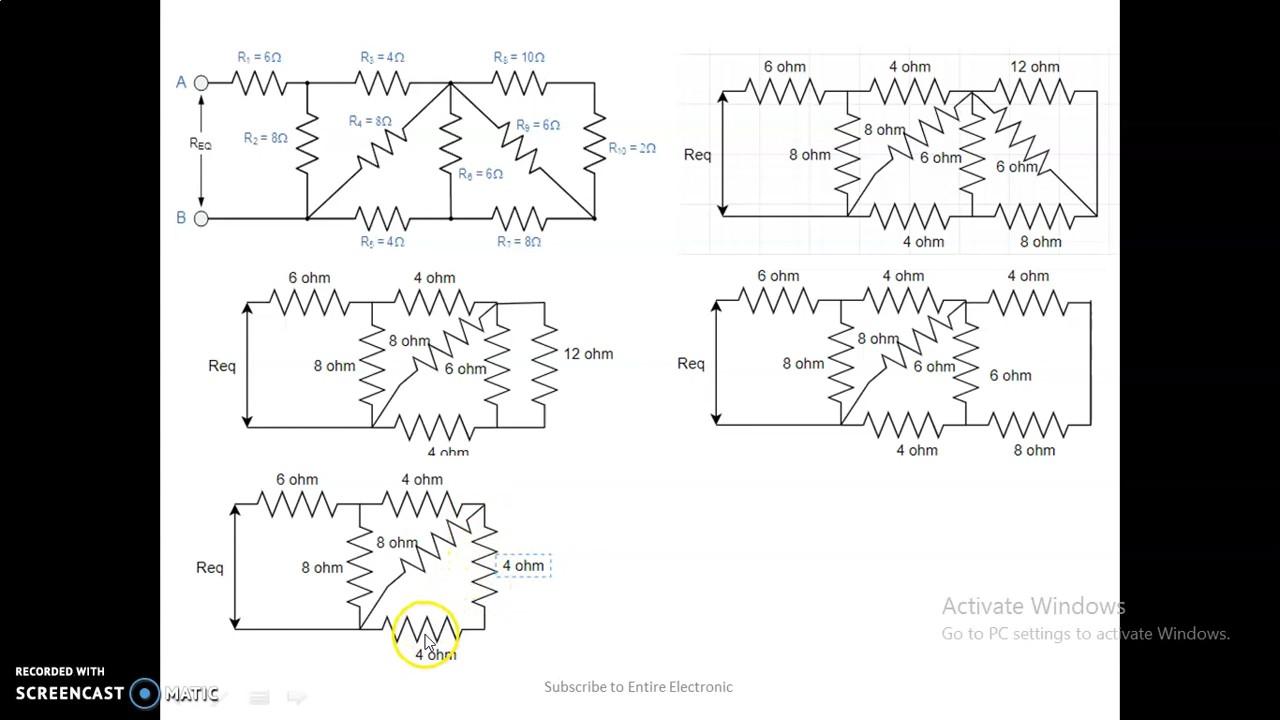 R₁ = 6Ω
R₃ = 4Ω
R₈ = 10Ω
A
R₂ = 8Ω
R₄ = 8Ω
R₉ = 6Ω
R₁₀ = 2Ω
REQ
R₆ = 6Ω
B
R₅ = 4Ω
R₇ = 8Ω
6 ohm
4 ohm
12 ohm
8 ohm
Req
8 ohm
6 ohm
6 ohm
4 ohm
8 ohm
6 ohm
4 ohm
8 ohm
12 ohm
Req
8 ohm
6 ohm
4 ohm
6 ohm
4 ohm
4 ohm
8 ohm
Req
8 ohm
6 ohm
6 ohm
4 ohm
8 ohm
6 ohm
4 ohm
8 ohm
Req
8 ohm
4 ohm
4 ohm
Activate Windows
Go to PC settings to activate Windows.
RECORDED WITH
SCREENCAST MATIC
Subscribe to Entire Electronic